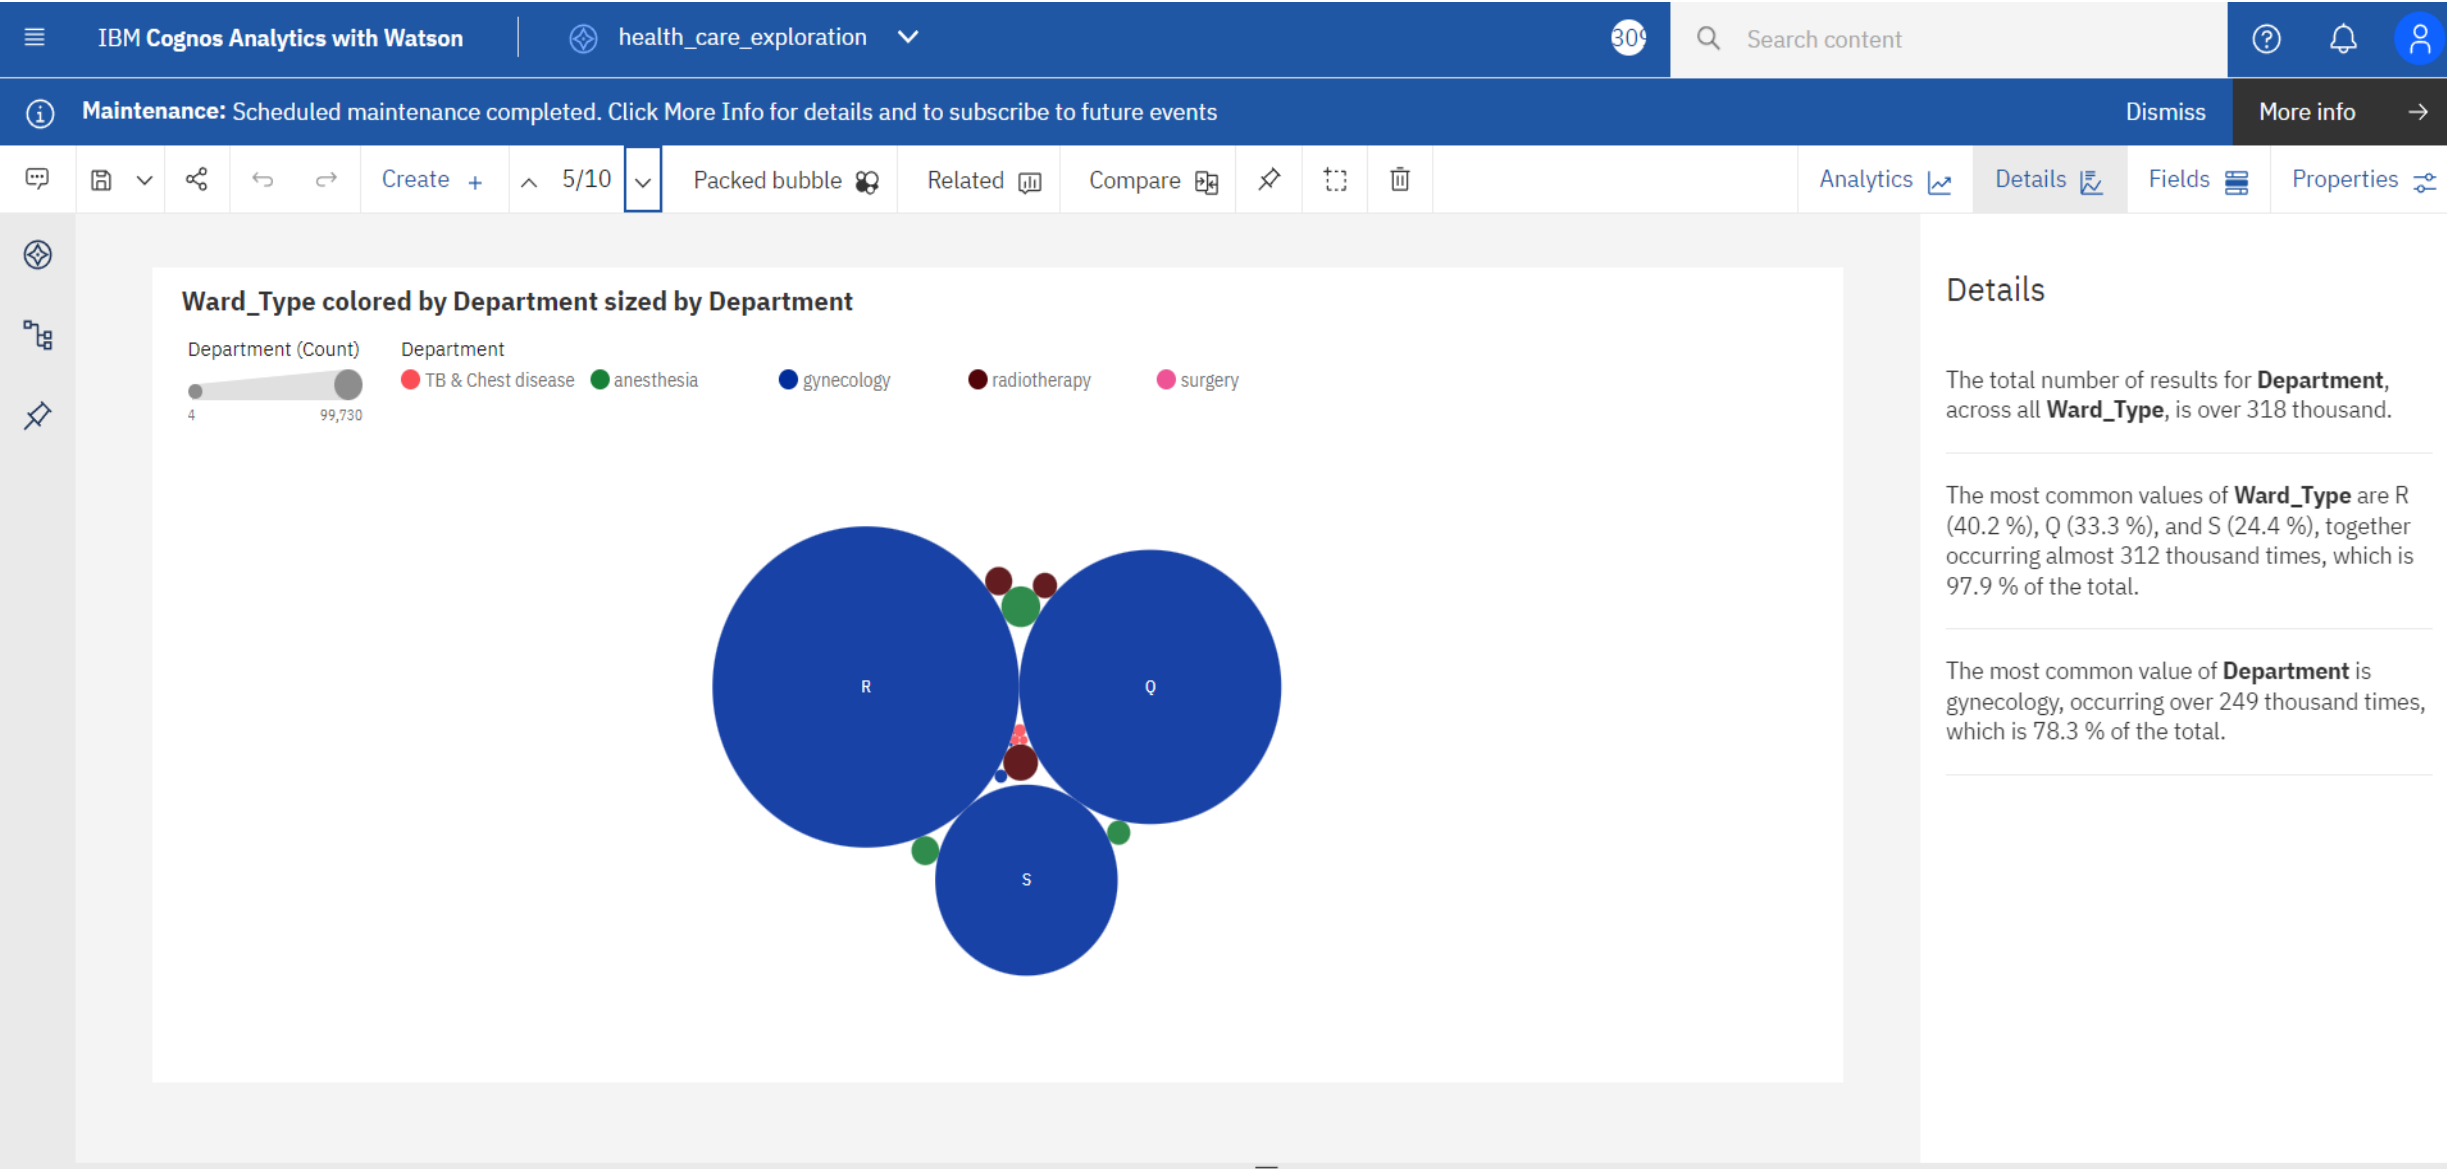 IBM Cognos Analytics with Watson
health_care_exploration
Search content
Maintenance: Scheduled maintenance completed. Click More Info for details and to subscribe to future events
Dismiss
More info
Create +
5/10
Packed bubble
Related
Compare
Analytics
Details
Fields
Properties
Ward_Type colored by Department sized by Department
Department (Count)
4
99,730
Department
TB & Chest disease
anesthesia
gynecology
radiotherapy
surgery
R
Q
S
Details
The total number of results for Department,
across all Ward_Type, is over 318 thousand.
The most common values of Ward_Type are R
(40.2 %), Q (33.3 %), and S (24.4 %), together
occurring almost 312 thousand times, which is
97.9 % of the total.
The most common value of Department is
gynecology, occurring over 249 thousand times,
which is 78.3 % of the total.